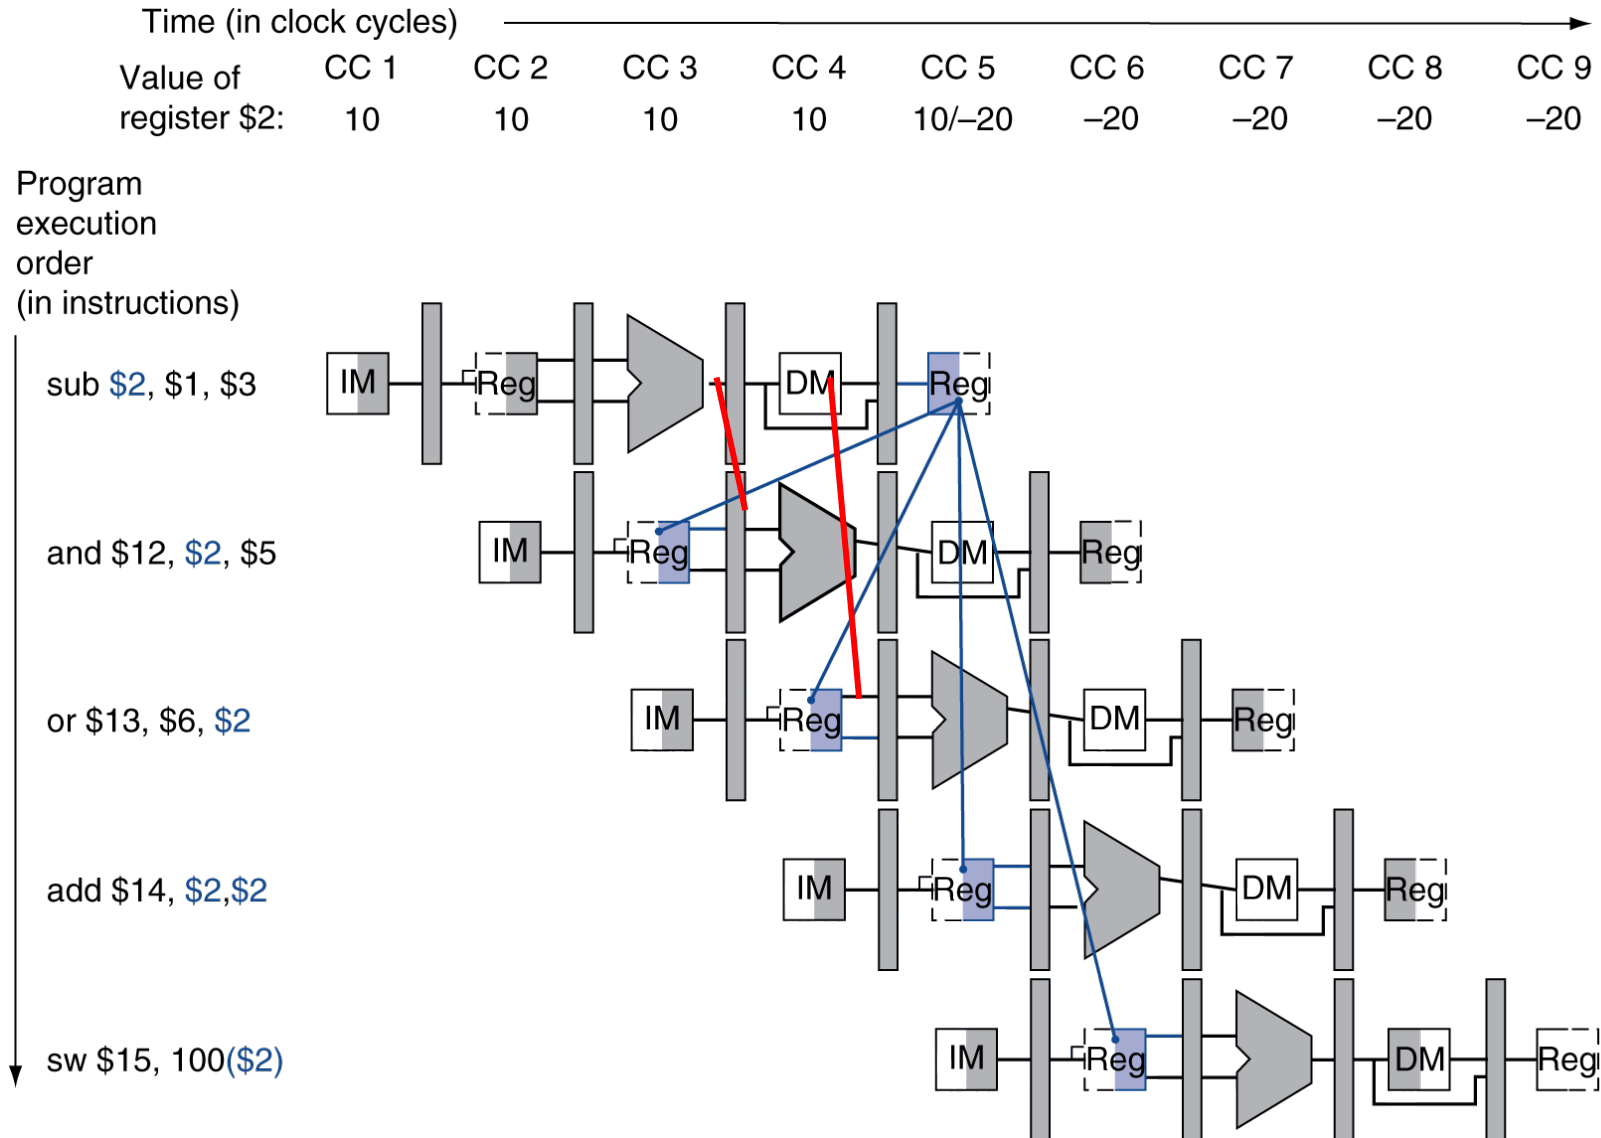 Time (in clock cycles)
CC 1 CC 2 CC 3 CC 4 CC 5 CC 6 CC 7 CC 8 CC 9
Value of
register $2: 10 10 10 10 10/–20 –20 –20 –20 –20
Program
execution
order
(in instructions)
sub $2, $1, $3 IM Reg DM Reg
and $12, $2, $5 IM Reg DM Reg
or $13, $6, $2 IM Reg DM Reg
add $14, $2,$2 IM Reg DM Reg
sw $15, 100($2) IM Reg DM Reg